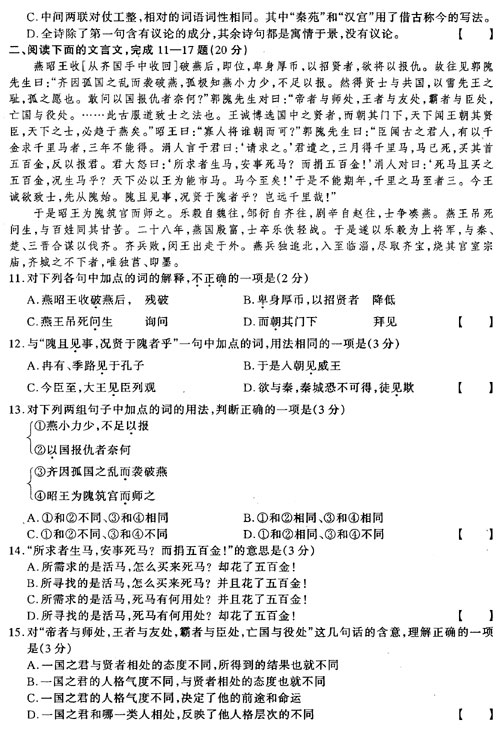 C.中间两联对仗工整,相对的词语词性相同。其中“秦苑”和“汉宫”用了借古称今的写法。
D.全诗除了第一句含有议论的成分,其余诗句都是寓情于景,没有议论。 【 】
二、阅读下面的文言文,完成11—17题(20分)
燕昭王收[从齐国手中收回]破燕后,即位,卑身厚币,以招贤者,欲将以报仇。故往见郭隗
先生曰:“齐因孤国之乱而袭破燕,孤极知燕小力少,不足以报。然得贤士与共国,以雪先王之
耻,孤之愿也。敢问以国报仇者奈何?”郭隗先生对曰:“帝者与师处,王者与友处,霸者与臣处,
亡国与役处。……此古服道致士之法也。王诚博选国中之贤者,而朝其门下,天下闻王朝其贤
臣,天下之士,必趋于燕矣。”昭王曰:“寡人将谁朝而可?”郭隗先生曰:“臣闻古之君人,有以千
金求千里马者,三年不能得。涓人言于君曰:‘请求之。’君遣之,三月得千里马,马已死,买其首
五百金,反以报君。君大怒曰:‘所求者生马,安事死马?而捐五百金!’涓人对曰:‘死马且买之
五百金,况生马乎?天下必以王为能市马。马今至矣!’于是不能期年,千里之马至者三。今王
诚欲致士,先从隗始。隗且见事,况贤于隗者乎?岂远千里哉!”
于是昭王为隗筑宫而师之。乐毅自魏往,邹衍自齐往,剧辛自赵往,士争凑燕。燕王吊死
问生,与百姓同其甘苦。二十八年,燕国殷富,士卒乐佚轻战。于是遂以乐毅为上将军,与秦、
楚、三晋合谋以伐齐。齐兵败,闵王出走于外。燕兵独追北,入至临淄,尽取齐宝,烧其宫室宗
庙,齐城之不下者,唯独莒、即墨。
11.对下列各句中加点的词的解释,不正确的一项是(2分)
A.燕昭王收破燕后, 残破 B.卑身厚币,以招贤者 降低
C.燕王吊死问生 询问 D.而朝其门下 拜见 【 】
12.与“隗且见事,况贤于隗者乎”一句中加点的词,用法相同的一项是(3分)
A.冉有、季路见于孔子 B.于是入朝见威王
C.今臣至,大王见臣列观 D.欲与秦,秦城恐不可得,徒见欺 【 】
13.对下列两组句子中加点的词的用法,判断正确的一项是(3分)
①燕小力少,不足以报
②以国报仇者奈何
③齐因孤国之乱而袭破燕
④昭王为隗筑宫而师之
A.①和②不同、③和④相同 B.①和②相同、③和④相同
C.①和②不同、③和④不同 D.①和②相同、③和④不同 【 】
14.“所求者生马,安事死马?而捐五百金!”的意思是(3分)
A.所需求的是活马,怎么买来死马?却花了五百金!
B.所寻找的是活马,怎么买来死马?并且花了五百金!
C.所需求的是活马,死马有何用处?并且花了五百金!
D.所寻找的是活马,死马有何用处?却花了五百金! 【 】
15.对“帝者与师处,王者与友处,霸者与臣处,亡国与役处”这几句话的含意,理解正确的一项
是(3分)
A.一国之君与贤者相处的态度不同,所得到的结果也就不同
B.一国之君的人格气度不同,与贤者相处的态度也就不同
C.一国之君的人格气度不同,决定了他的前途和命运
D.一国之君和哪一类人相处,反映了他人格层次的不同 【 】